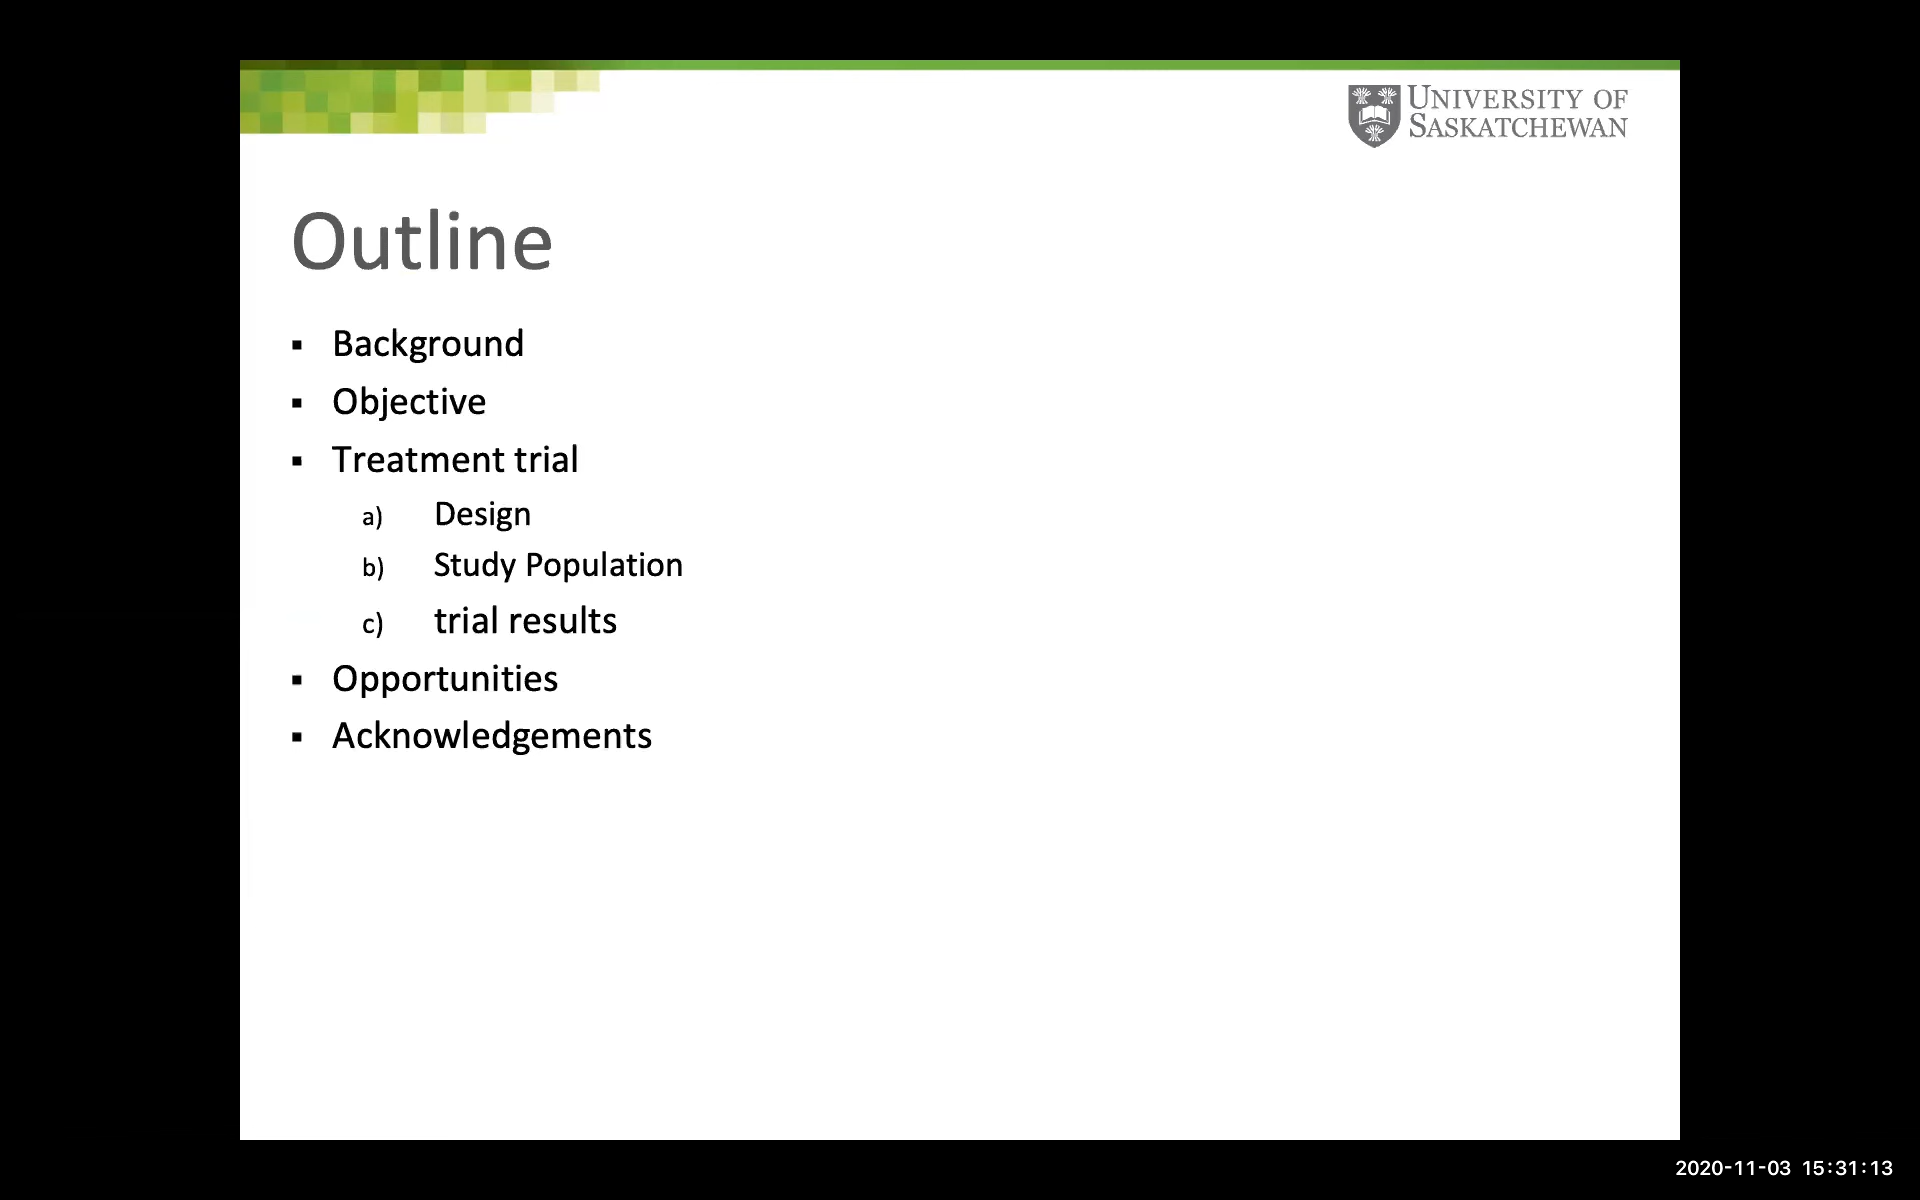 UNIVERSITY OF
SASKATCHEWAN
Outline
▪ Background
▪ Objective
▪ Treatment trial
a) Design
b) Study Population
c) trial results
▪ Opportunities
▪ Acknowledgements
2020-11-03 15:31:13